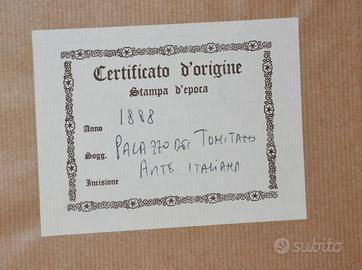 Certificato d'origine
Stampa d'epoca
Anno 1888
Sogg. PALAZZO DEI TOMITANO
ARTE ITALIANA
Incisione
subito